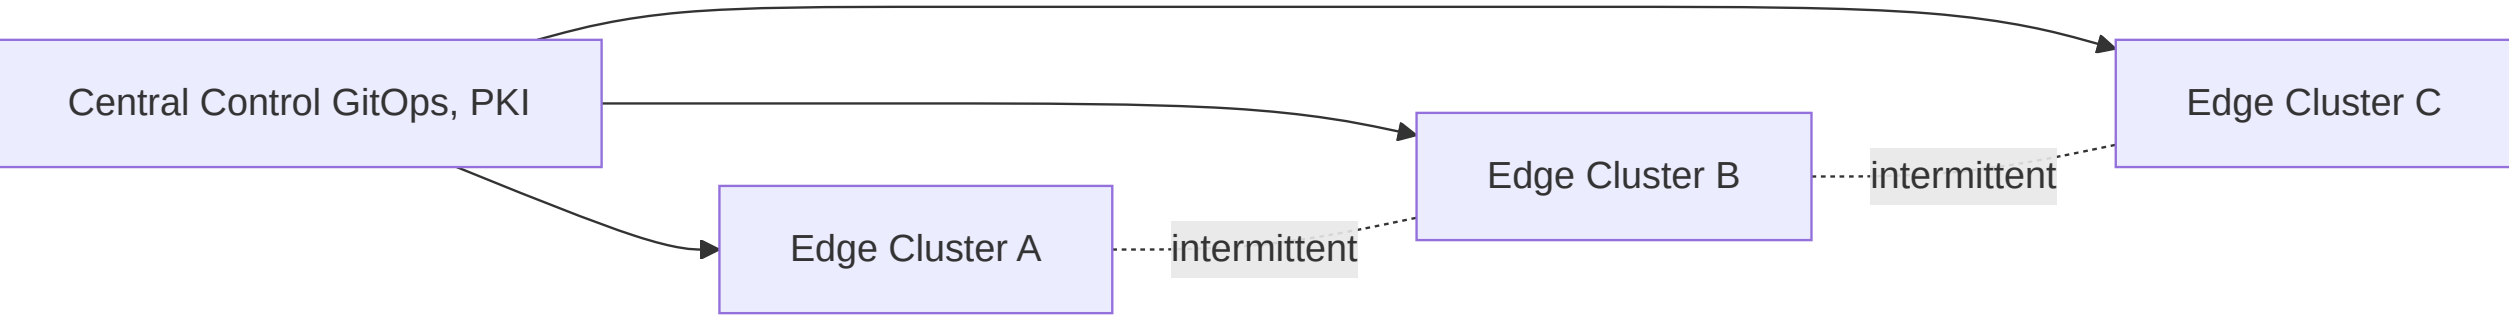 Central Control GitOps, PKI
Edge Cluster C
Edge Cluster B
intermittent
Edge Cluster A
intermittent